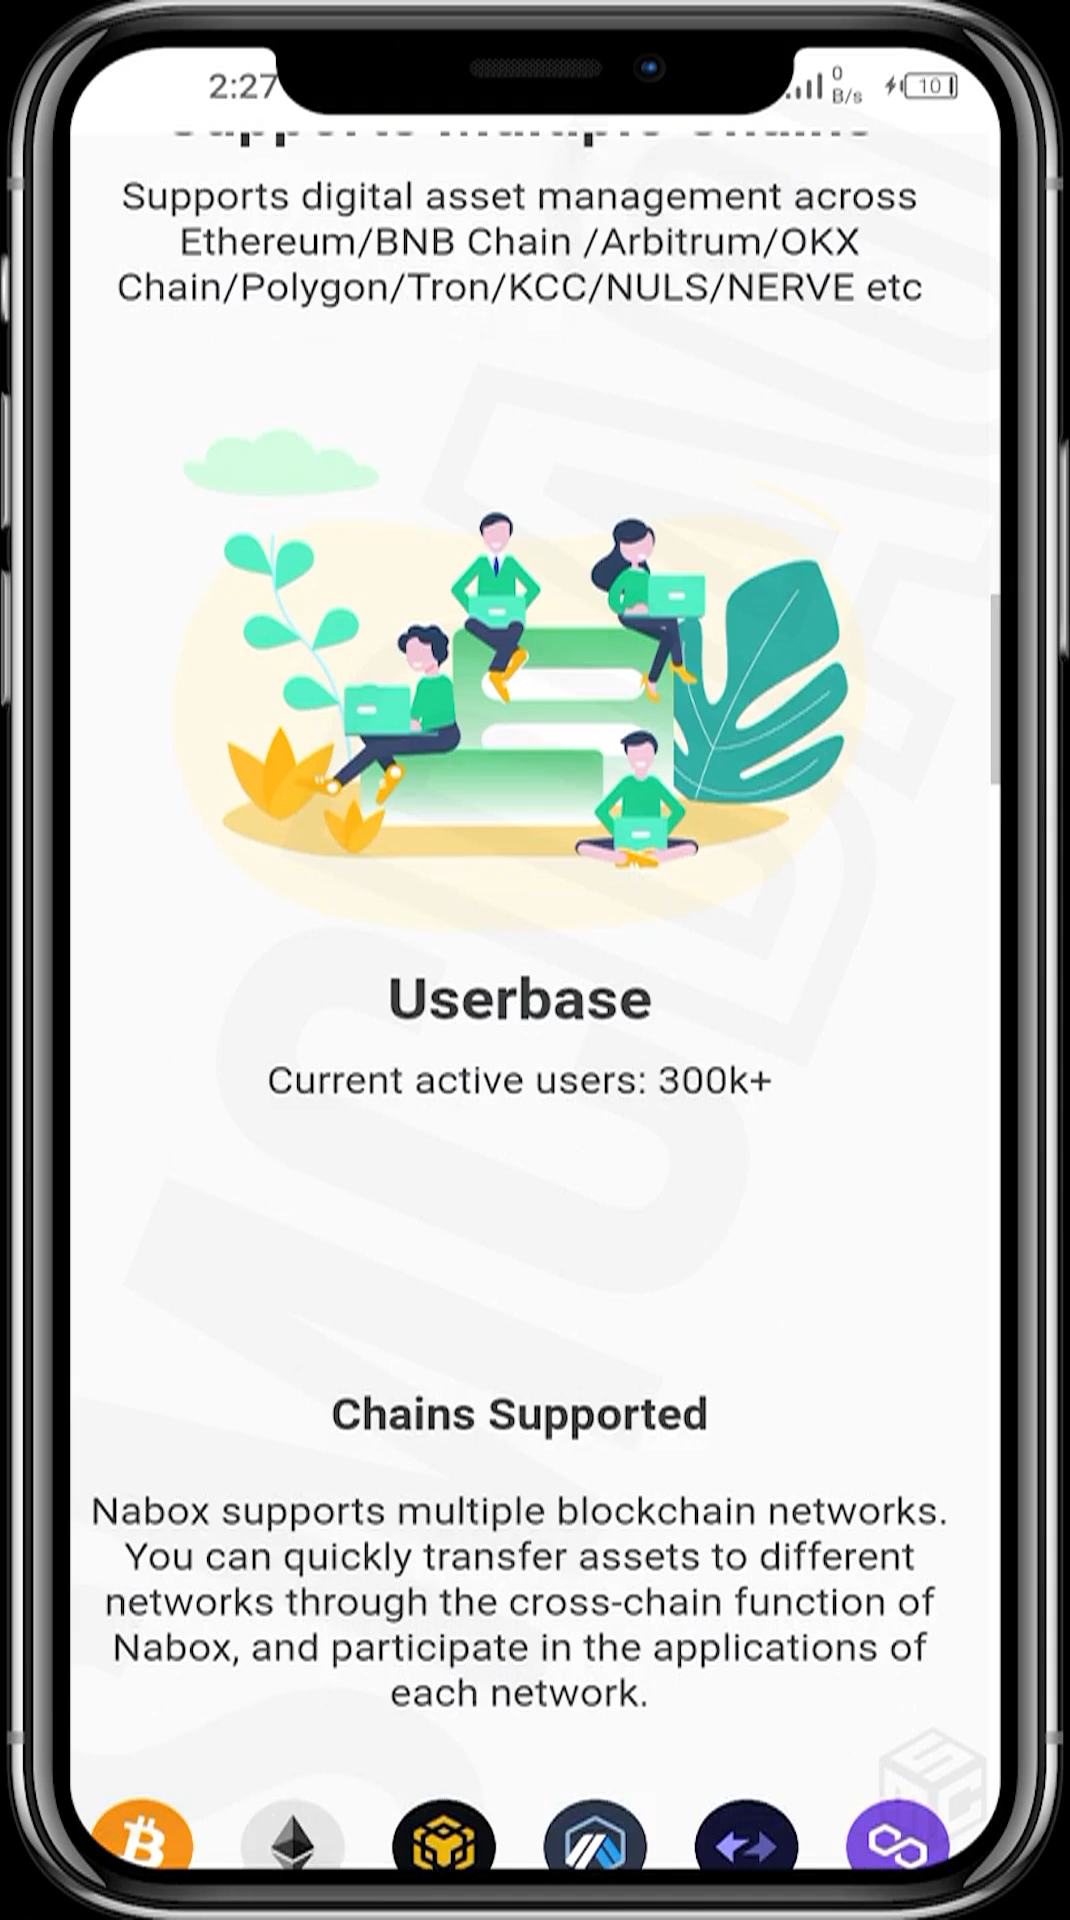 2:27
0
B/s
10
Supports digital asset management across
Ethereum/BNB Chain /Arbitrum/OKX
Chain/Polygon/Tron/KCC/NULS/NERVE etc
Userbase
Current active users: 300k+
Chains Supported
Nabox supports multiple blockchain networks.
You can quickly transfer assets to different
networks through the cross-chain function of
Nabox, and participate in the applications of
each network.